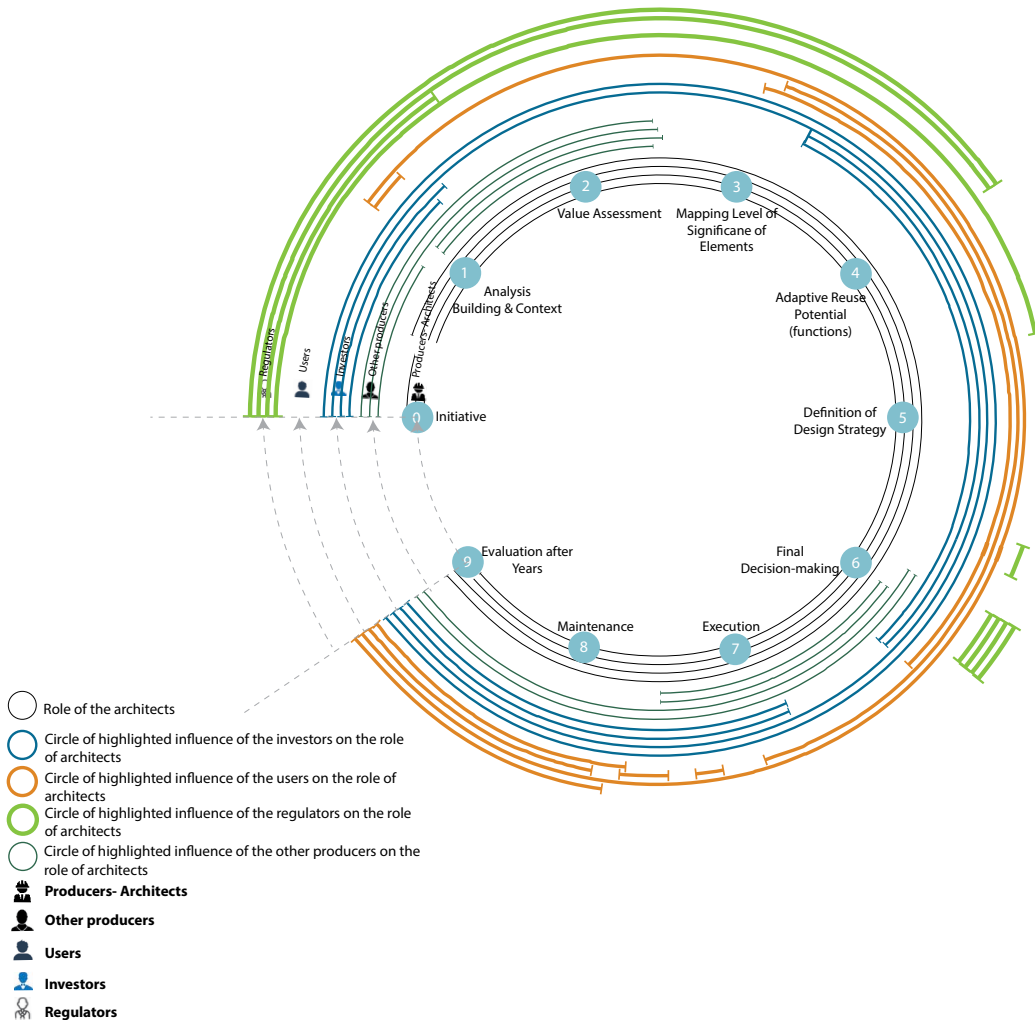 2
Value Assessment
3
Mapping Level of
Significane of
Elements
1
Analysis
Building & Context
4
Adaptive Reuse
Potential
(functions)
Regulators
Users
Investors
Other producers
Producers- Architects
0
Initiative
5
Definition of
Design Strategy
9
Evaluation after
Years
6
Final
Decision-making
8
Maintenance
7
Execution
Role of the architects
Circle of highlighted influence of the investors on the role
of architects
Circle of highlighted influence of the users on the role of
architects
Circle of highlighted influence of the regulators on the role
of architects
Circle of highlighted influence of the other producers on the
role of architects
Producers- Architects
Other producers
Users
Investors
Regulators